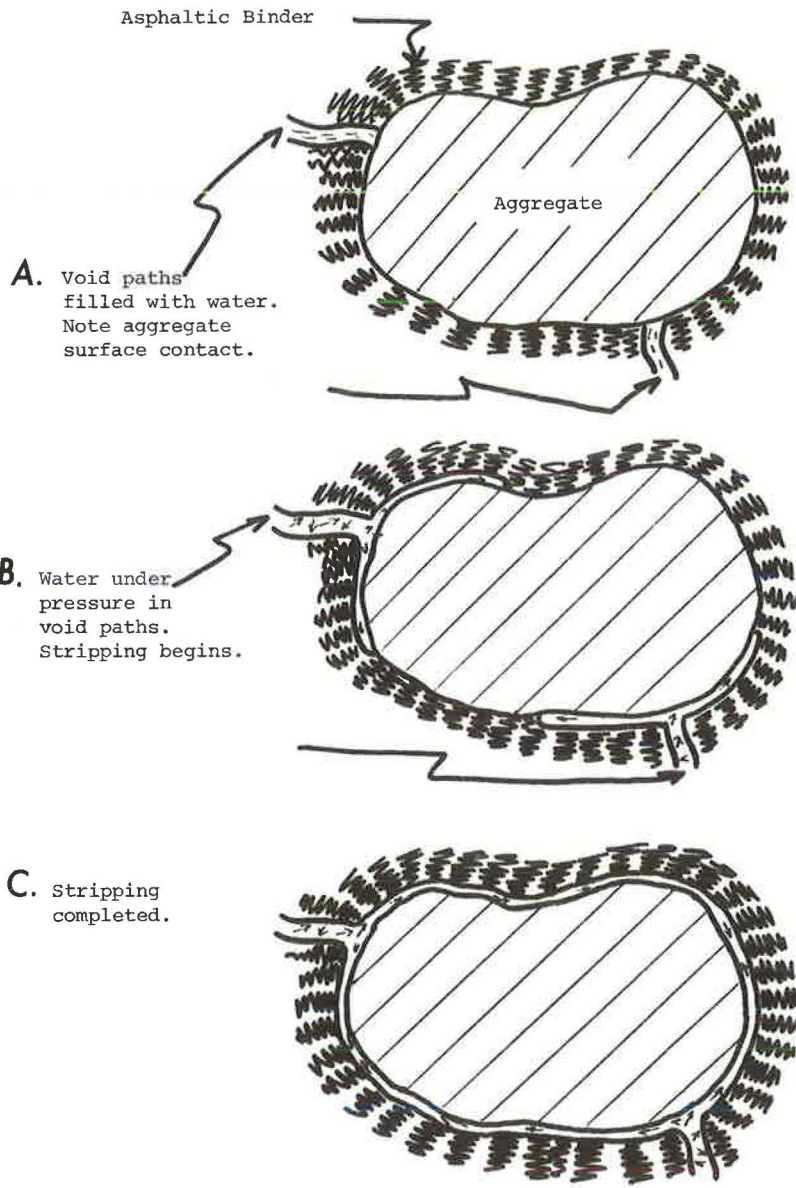 Asphaltic Binder
Aggregate
A. Void paths
filled with water.
Note aggregate
surface contact.
B. Water under
pressure in
void paths.
Stripping begins.
C. Stripping
completed.